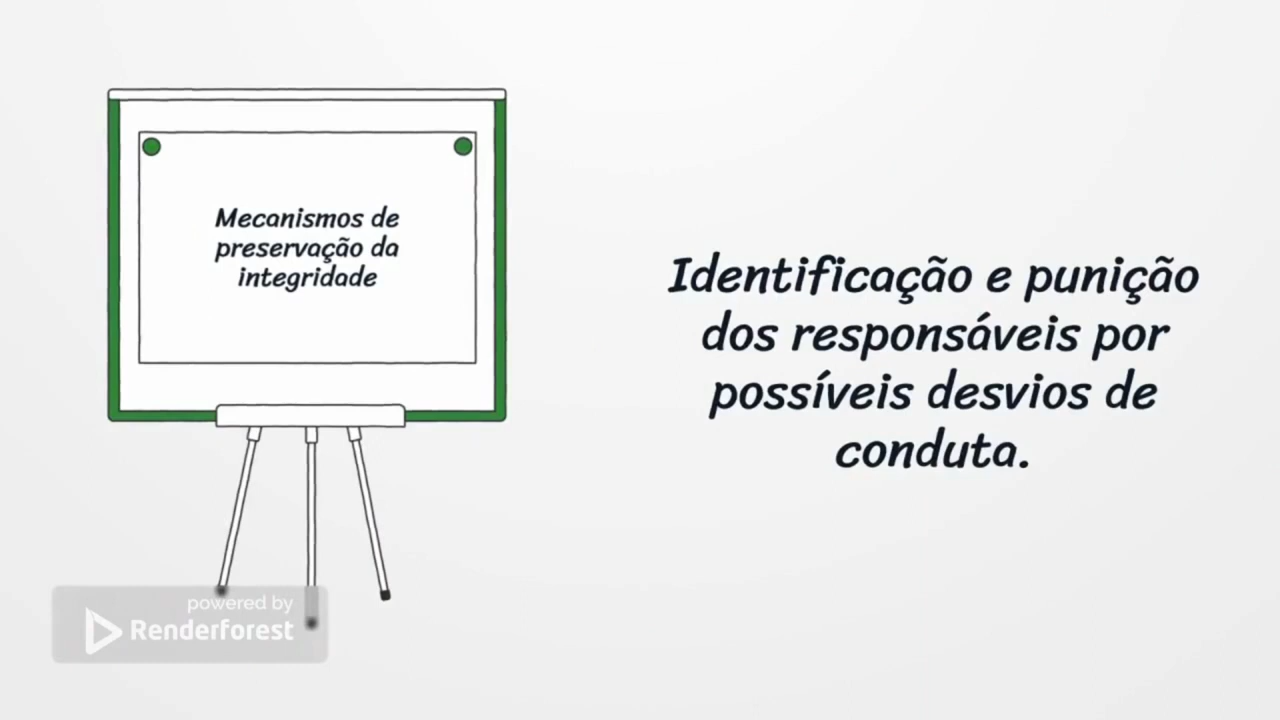 Mecanismos de
preservação da
integridade
Identificação e punição
dos responsáveis por
possíveis desvios de
conduta.
powered by
Renderforest